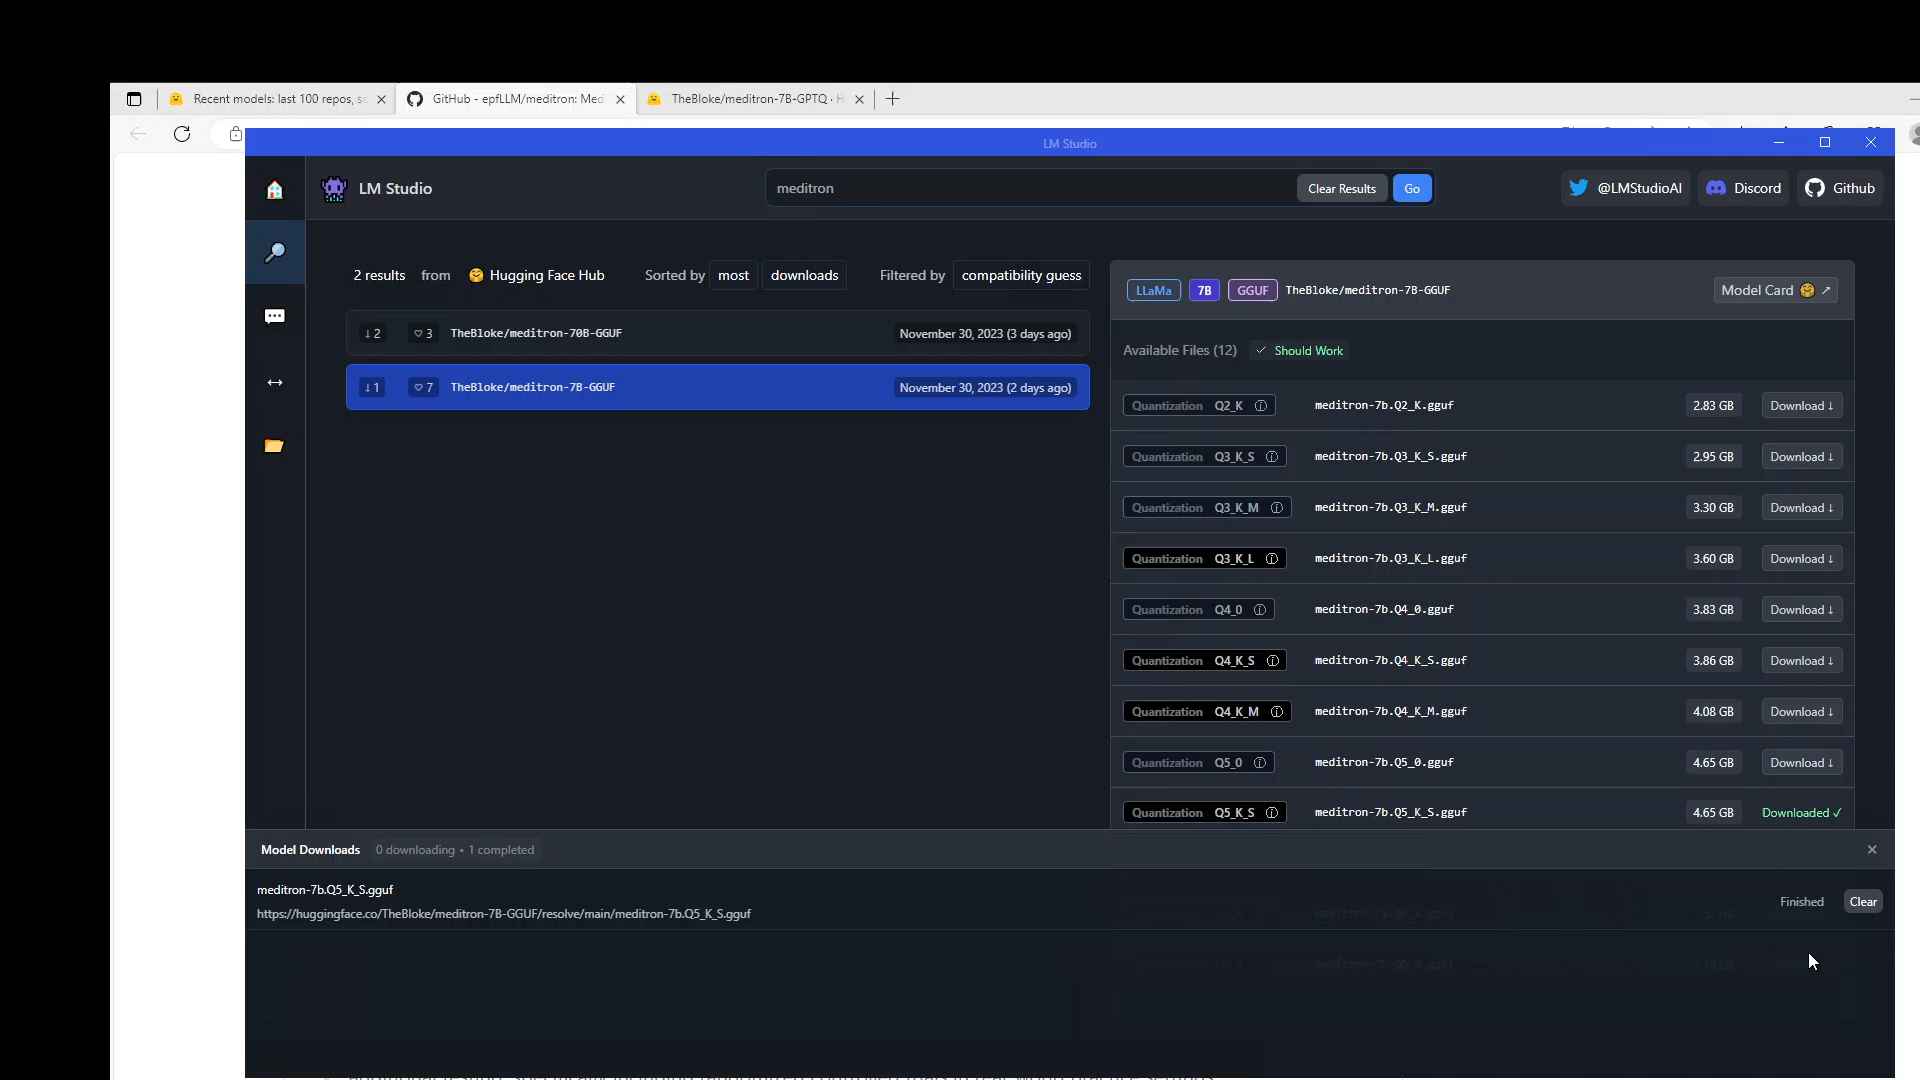 Recent models: last 100 repos, s
GitHub - epfLLM/meditron: Med
TheBloke/meditron-7B-GPTQ · H
LM Studio
LM Studio
meditron
Clear Results
Go
@LMStudioAI
Discord
Github
2 results from Hugging Face Hub
Sorted by most downloads
Filtered by compatibility guess
↓ 2 ♡ 3 TheBloke/meditron-70B-GGUF November 30, 2023 (3 days ago)
↓ 1 ♡ 7 TheBloke/meditron-7B-GGUF November 30, 2023 (2 days ago)
LLaMa 7B GGUF TheBloke/meditron-7B-GGUF Model Card ↗
Available Files (12) ✓ Should Work
Quantization Q2_K ⓘ meditron-7b.Q2_K.gguf 2.83 GB Download ↓
Quantization Q3_K_S ⓘ meditron-7b.Q3_K_S.gguf 2.95 GB Download ↓
Quantization Q3_K_M ⓘ meditron-7b.Q3_K_M.gguf 3.30 GB Download ↓
Quantization Q3_K_L ⓘ meditron-7b.Q3_K_L.gguf 3.60 GB Download ↓
Quantization Q4_0 ⓘ meditron-7b.Q4_0.gguf 3.83 GB Download ↓
Quantization Q4_K_S ⓘ meditron-7b.Q4_K_S.gguf 3.86 GB Download ↓
Quantization Q4_K_M ⓘ meditron-7b.Q4_K_M.gguf 4.08 GB Download ↓
Quantization Q5_0 ⓘ meditron-7b.Q5_0.gguf 4.65 GB Download ↓
Quantization Q5_K_S ⓘ meditron-7b.Q5_K_S.gguf 4.65 GB Downloaded ✓
Model Downloads 0 downloading • 1 completed
meditron-7b.Q5_K_S.gguf
https://huggingface.co/TheBloke/meditron-7B-GGUF/resolve/main/meditron-7b.Q5_K_S.gguf
Finished
Clear